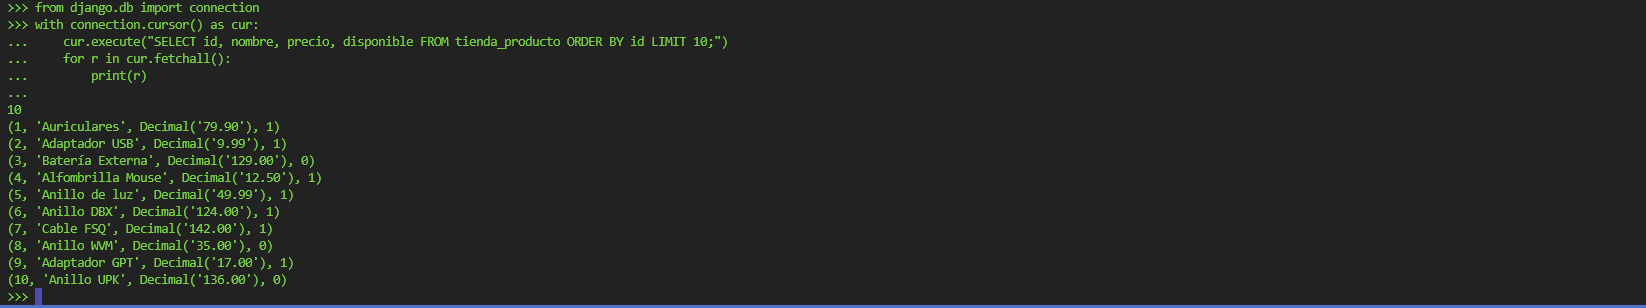 >>> from django.db import connection
>>> with connection.cursor() as cur:
...     cur.execute("SELECT id, nombre, precio, disponible FROM tienda_producto ORDER BY id LIMIT 10;")
...     for r in cur.fetchall():
...         print(r)
...
10
(1, 'Auriculares', Decimal('79.90'), 1)
(2, 'Adaptador USB', Decimal('9.99'), 1)
(3, 'Batería Externa', Decimal('129.00'), 0)
(4, 'Alfombrilla Mouse', Decimal('12.50'), 1)
(5, 'Anillo de luz', Decimal('49.99'), 1)
(6, 'Anillo DBX', Decimal('124.00'), 1)
(7, 'Cable FSQ', Decimal('142.00'), 1)
(8, 'Anillo WVM', Decimal('35.00'), 0)
(9, 'Adaptador GPT', Decimal('17.00'), 1)
(10, 'Anillo UPK', Decimal('136.00'), 0)
>>>